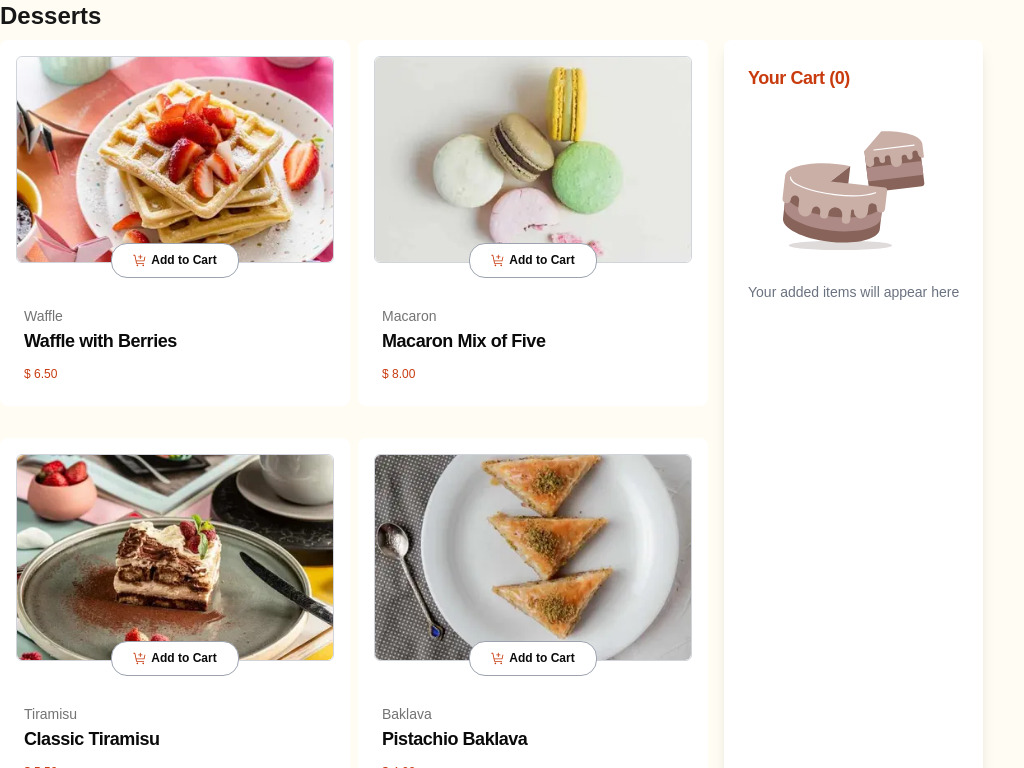 Desserts
Add to Cart
Waffle
Waffle with Berries
$ 6.50
Add to Cart
Macaron
Macaron Mix of Five
$ 8.00
Add to Cart
Tiramisu
Classic Tiramisu
Add to Cart
Baklava
Pistachio Baklava
Your Cart (0)
Your added items will appear here